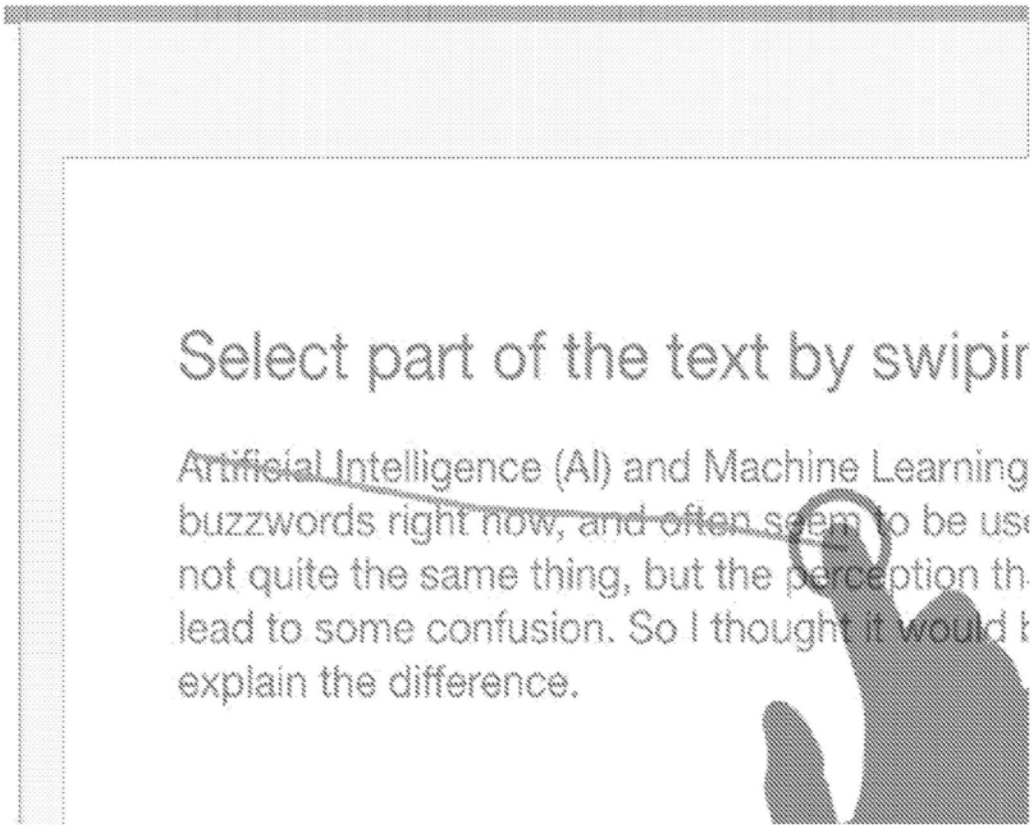 Select part of the text by swipin
Artificial Intelligence (AI) and Machine Learning
buzzwords right now, and often seem to be use
not quite the same thing, but the perception th
lead to some confusion. So I thought it would b
explain the difference.